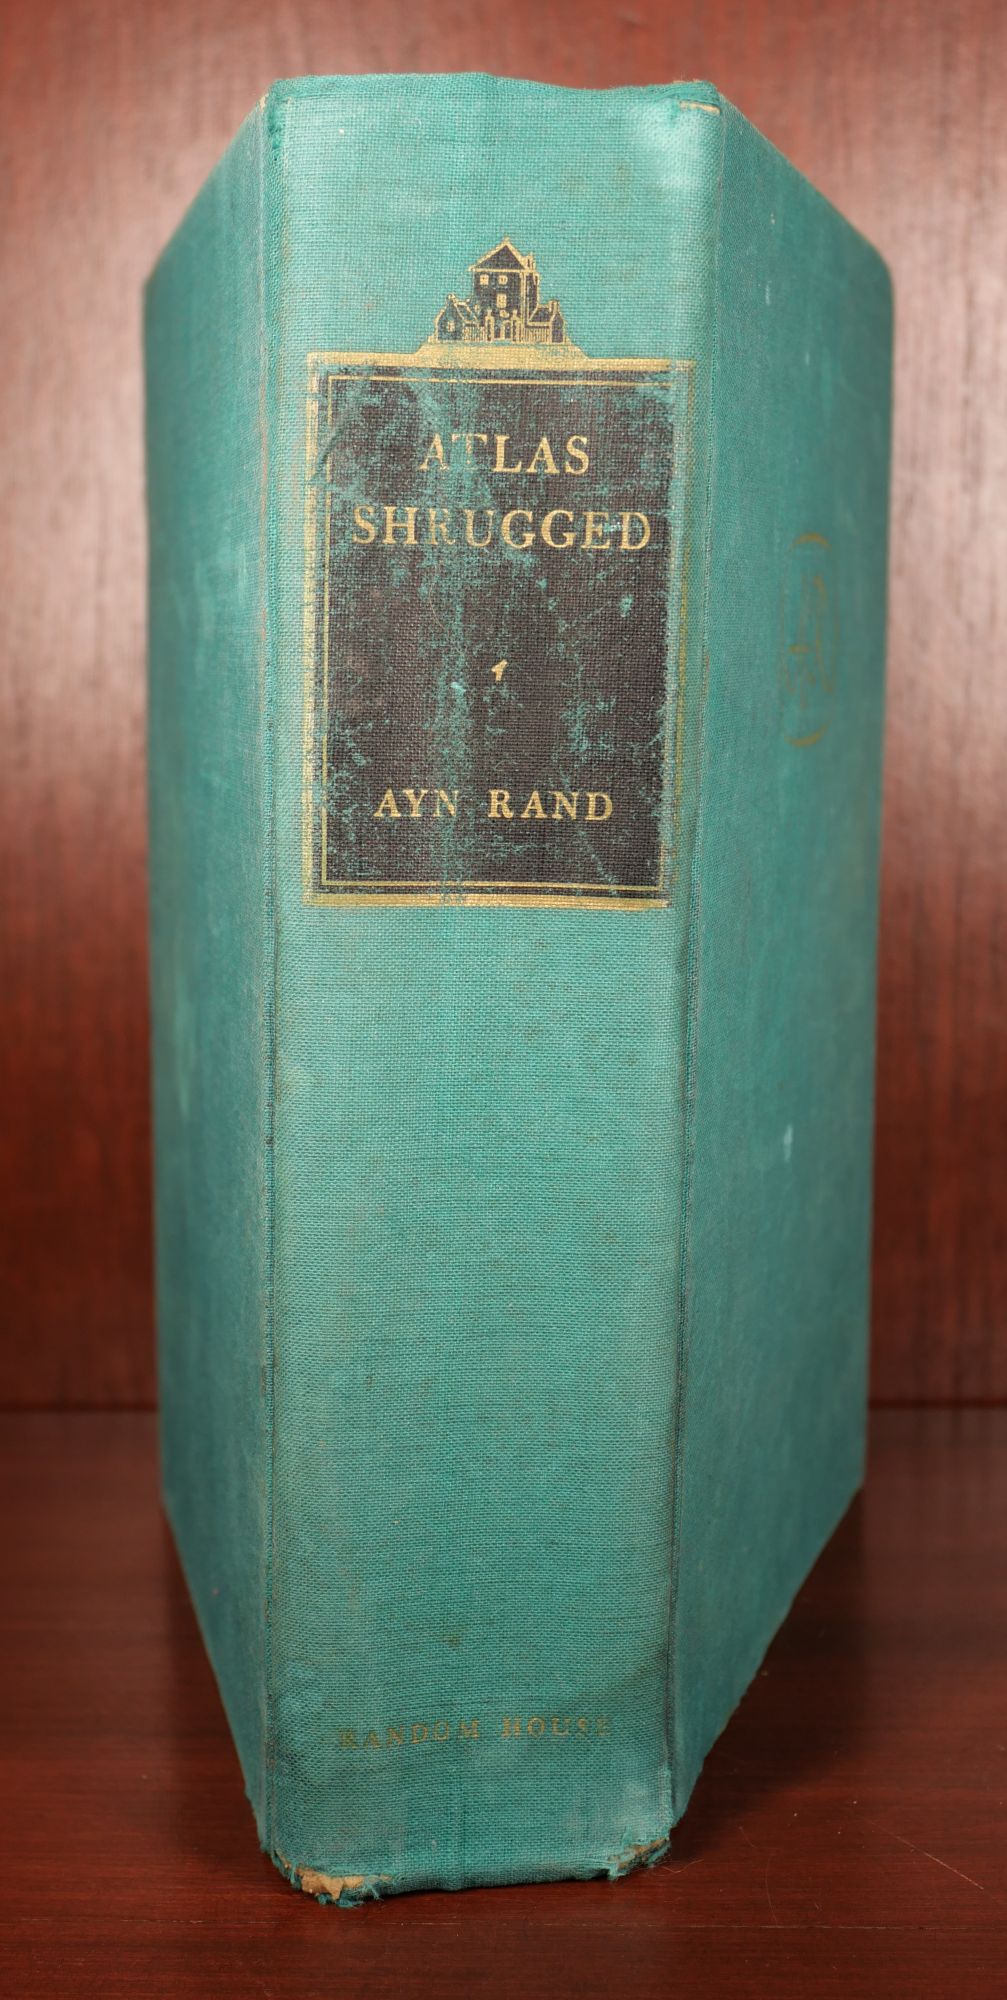 ATLAS
SHRUGGED
AYN RAND
RANDOM HOUSE